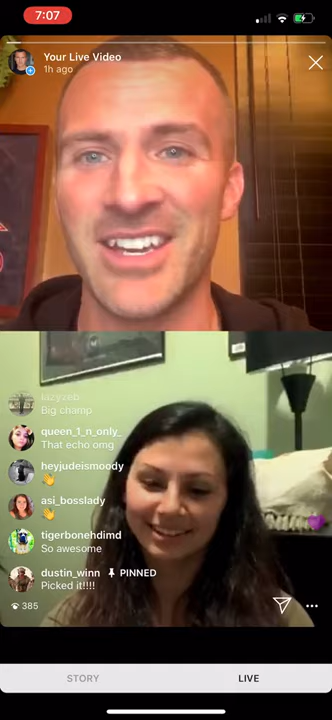 7:07
Your Live Video
1h ago
lazyzeb
Big champ
queen_1_n_only_
That echo omg
heyjudeismoody
👋
asi_bosslady
👋
tigerbonehdimd
So awesome
dustin_winn PINNED
Picked it!!!!
385
STORY LIVE